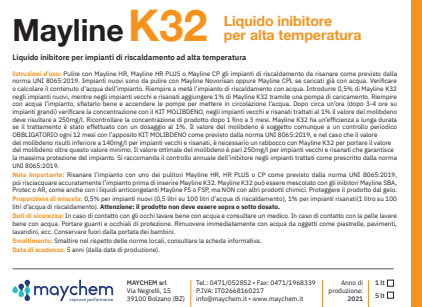 Mayline K32
Liquido inibitore
per alta temperatura
Liquido inibitore per impianti di riscaldamento ad alta temperatura
Istruzioni d'uso: Pulire con Mayline HR, Mayline HR PLUS o Mayline CP gli impianti di riscaldamento da risanare come previsto dalla
norma UNI 8065:2019. Impianti nuovi sono da pulire con Mayline Novorisan oppure Mayline CPL se caricati già con acqua. Verificare
o calcolare il contenuto d'acqua dell'impianto. Riempire a metà l'impianto di riscaldamento con acqua. Introdurre 0,5% di Mayline K32
negli impianti nuovi, mentre negli impianti vecchi e risanati aggiungere 1% di Mayline K32 tramite una pompa di caricamento. Riempire
con acqua l'impianto, sfiatarlo bene e accendere le pompe per mettere in circolazione l'acqua. Dopo circa un'ora (dopo 3-4 ore su
impianti grandi) verificare la concentrazione con il KIT MOLIBDENO, negli impianti vecchi e risanati trattati al 1% il valore del molibdeno
deve risultare a 250mg/l. Ricontrollare la concentrazione di prodotto dopo 1 fino a 3 mesi. Mayline K32 ha un'efficienza a lunga durata
se il trattamento è stato effettuato con un dosaggio al 1%. Il valore del molibdeno è soggetto comunque a un controllo periodico
OBBLIGATORIO ogni 12 mesi con l'apposito KIT MOLIBDENO come previsto dalla norma UNI 8065:2019, e nel caso che il valore
del molibdeno risulti inferiore a 140mg/l per impianti vecchi e risanati, è necessario un rabbocco con Mayline K32 per portare il valore
del molibdeno oltre questo valore minimo. Il valore ottimale del molibdeno è pari 250mg/l per impianti vecchi e risanati che garantisce
la massima protezione del impianto. Si raccomanda il controllo annuale dell'inibitore negli impianti trattati come prescritto dalla norma
UNI 8065:2019.
Nota importante: Risanare l'impianto con uno dei pulitori Mayline HR, HR PLUS o CP come previsto dalla norma UNI 8065:2019,
poi risciacquare accuratamente l'impianto prima di inserire Mayline K32. Mayline K32 può essere mescolato con gli inibitori Mayline SBA,
Protec o AR, come anche con i liquidi anticongelanti Mayline FS o FSP, ma NON con altri prodotti chimici. Proteggere il prodotto dal gelo.
Proporzione di miscela: 0,5% per impianti nuovi (0,5 litri su 100 litri d'acqua di riscaldamento), 1% per impianti risanati(1 litro su 100
litri d'acqua di riscaldamento). Attenzione: il prodotto non deve essere sopra o sotto dosato.
Dati di sicurezza: In caso di contatto con gli occhi lavare bene con acqua e consultare un medico. In caso di contatto con la pelle lavare
bene con acqua. Portare guanti e occhiali di protezione. Rimuovere immediatamente con acqua da oggetti come piastrelle, pavimenti,
lavandini, ecc. Conservare fuori dalla portata dei bambini.
Smaltimento: Smaltire nel rispetto delle norme locali, consultare la scheda informativa.
Data di scadenza: 5 anni (dalla data di produzione).
maychem
improve performance
MAYCHEM srl
Via Negrelli, 15
39100 Bolzano (BZ)
Tel.: 0471/052852 • Fax: 0471/1968339
P.IVA: IT02668160217
info@maychem.it • www.maychem.it
Anno di
produzione:
2021
1 lt
5 lt